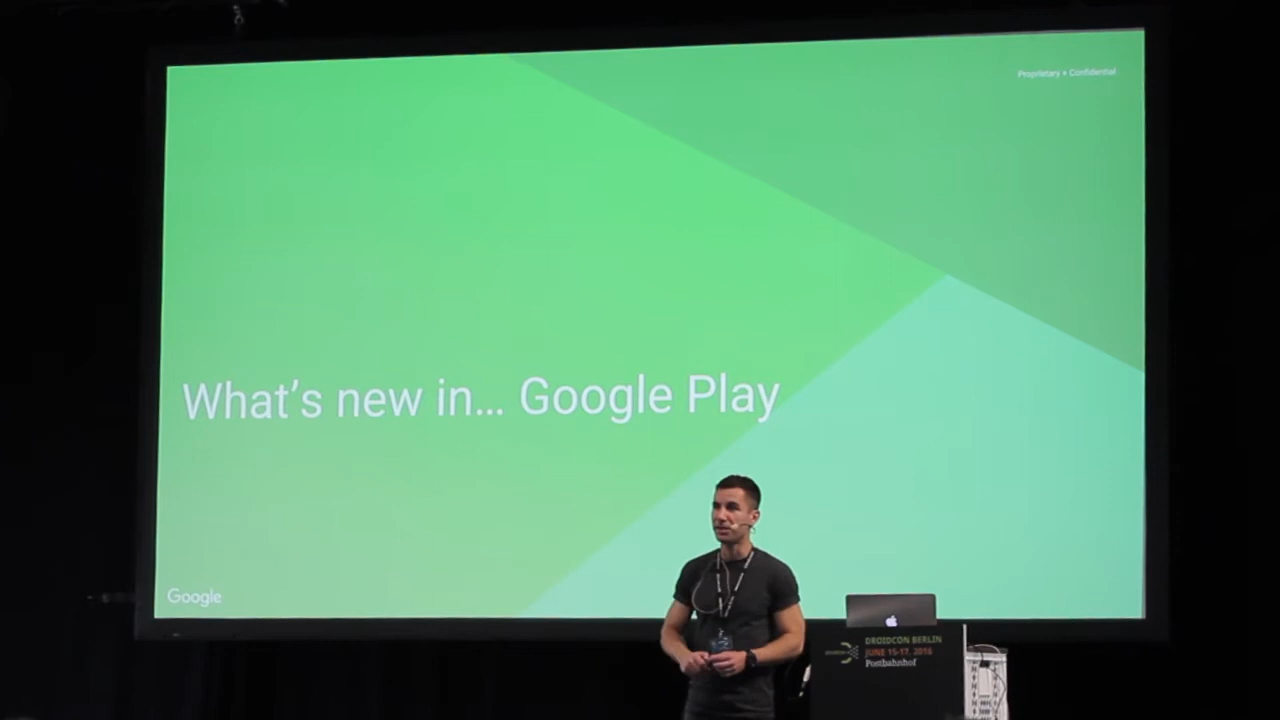 Proprietary + Confidential
What's new in... Google Play
Google
DROIDCON BERLIN
JUNE 15-17, 2016
Postbahnhof